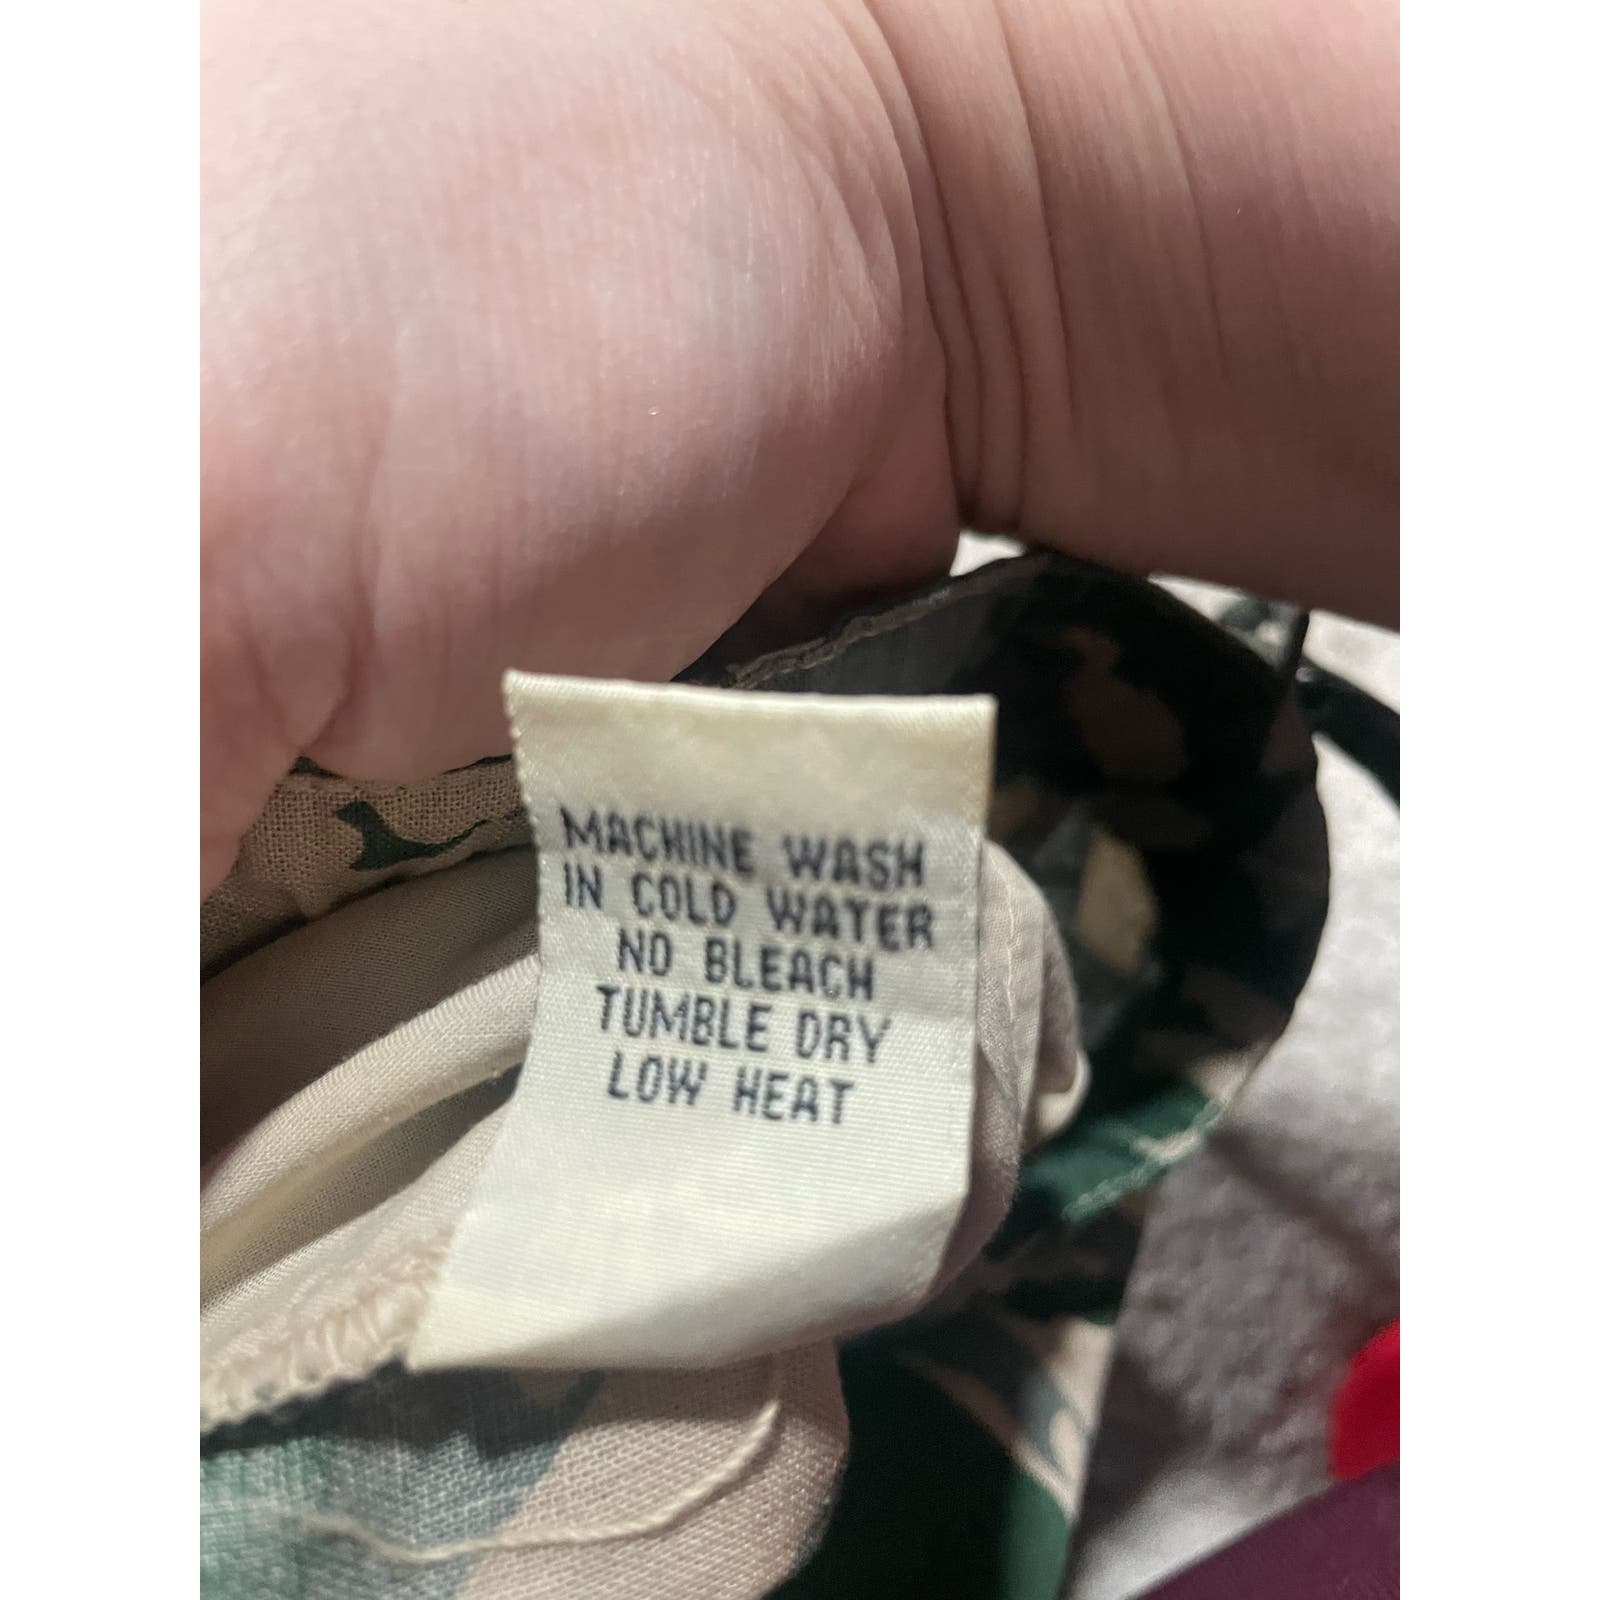 MACHINE WASH
IN COLD WATER
NO BLEACH
TUMBLE DRY
LOW HEAT